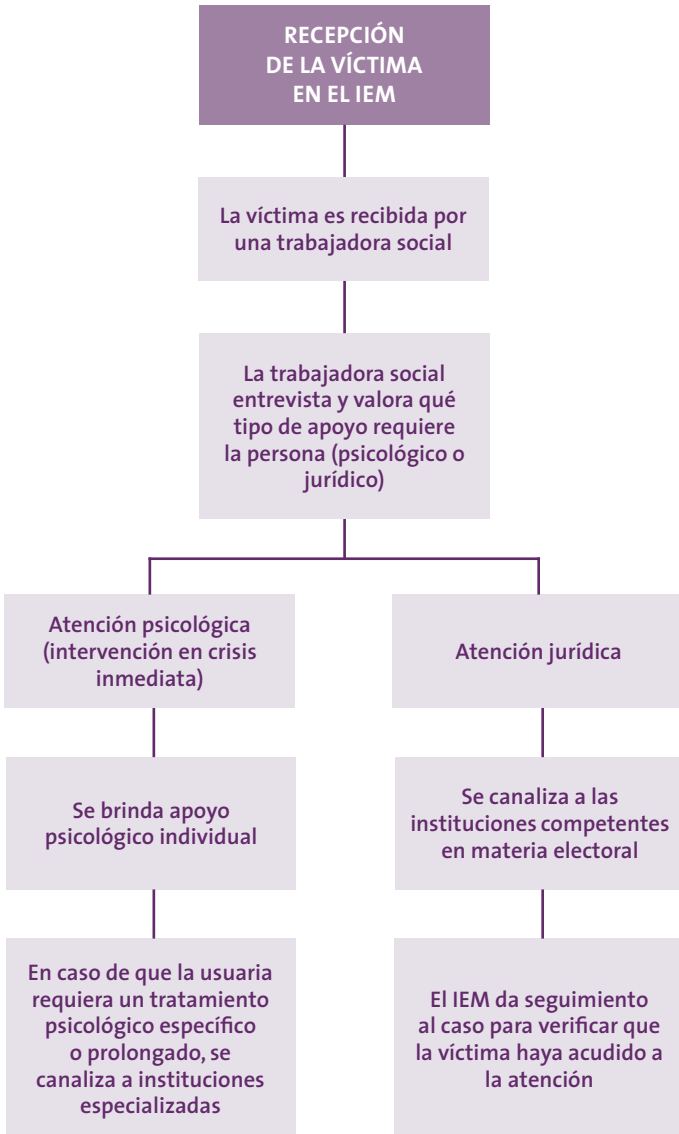 RECEPCIÓN
DE LA VÍCTIMA
EN EL IEM
La víctima es recibida por
una trabajadora social
La trabajadora social
entrevista y valora qué
tipo de apoyo requiere
la persona (psicológico o
jurídico)
Atención psicológica
(intervención en crisis
inmediata)
Atención jurídica
Se brinda apoyo
psicológico individual
Se canaliza a las
instituciones competentes
en materia electoral
En caso de que la usuaria
requiera un tratamiento
psicológico específico
o prolongado, se
canaliza a instituciones
especializadas
El IEM da seguimiento
al caso para verificar que
la víctima haya acudido a
la atención